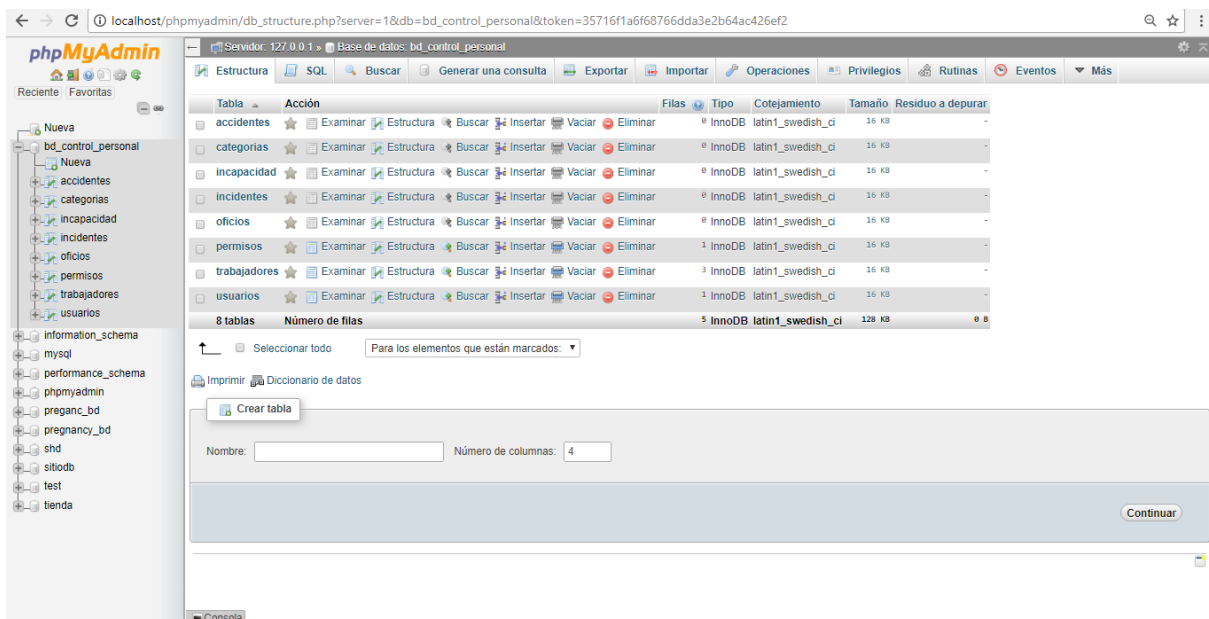 localhost/phpmyadmin/db_structure.php?server=1&db=bd_control_personal&token=35716f1a6f68766dda3e2b64ac426ef2
phpMyAdmin
Reciente Favoritas
Nueva
bd_control_personal
Nueva
accidentes
categorias
incapacidad
incidentes
oficios
permisos
trabajadores
usuarios
information_schema
mysql
performance_schema
phpmyadmin
preganc_bd
pregnancy_bd
shd
sitiodb
test
tienda
Servidor: 127.0.0.1 » Base de datos: bd_control_personal
Estructura SQL Buscar Generar una consulta Exportar Importar Operaciones Privilegios Rutinas Eventos Más
Tabla Acción Filas Tipo Cotejamiento Tamaño Residuo a depurar
accidentes Examinar Estructura Buscar Insertar Vaciar Eliminar 0 InnoDB latin1_swedish_ci 16 KB -
categorias Examinar Estructura Buscar Insertar Vaciar Eliminar 0 InnoDB latin1_swedish_ci 16 KB -
incapacidad Examinar Estructura Buscar Insertar Vaciar Eliminar 0 InnoDB latin1_swedish_ci 16 KB -
incidentes Examinar Estructura Buscar Insertar Vaciar Eliminar 0 InnoDB latin1_swedish_ci 16 KB -
oficios Examinar Estructura Buscar Insertar Vaciar Eliminar 0 InnoDB latin1_swedish_ci 16 KB -
permisos Examinar Estructura Buscar Insertar Vaciar Eliminar 1 InnoDB latin1_swedish_ci 16 KB -
trabajadores Examinar Estructura Buscar Insertar Vaciar Eliminar 3 InnoDB latin1_swedish_ci 16 KB -
usuarios Examinar Estructura Buscar Insertar Vaciar Eliminar 1 InnoDB latin1_swedish_ci 16 KB -
8 tablas Número de filas 5 InnoDB latin1_swedish_ci 128 KB 0 B
Seleccionar todo Para los elementos que están marcados:
Imprimir Diccionario de datos
Crear tabla
Nombre: Número de columnas: 4
Continuar
Consola